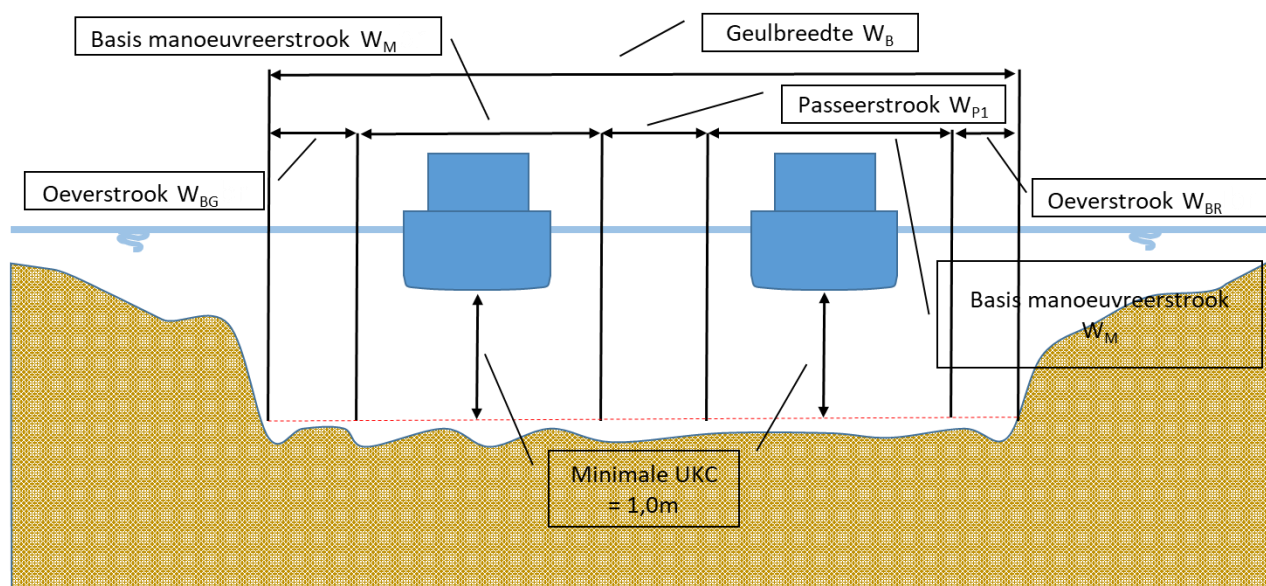 Basis manoeuvreerstrook W_M
Geulbreedte W_B
Passeerstrook W_P1
Oeverstrook W_BG
Oeverstrook W_BR
Basis manoeuvreerstrook
W_M
Minimale UKC
= 1,0m